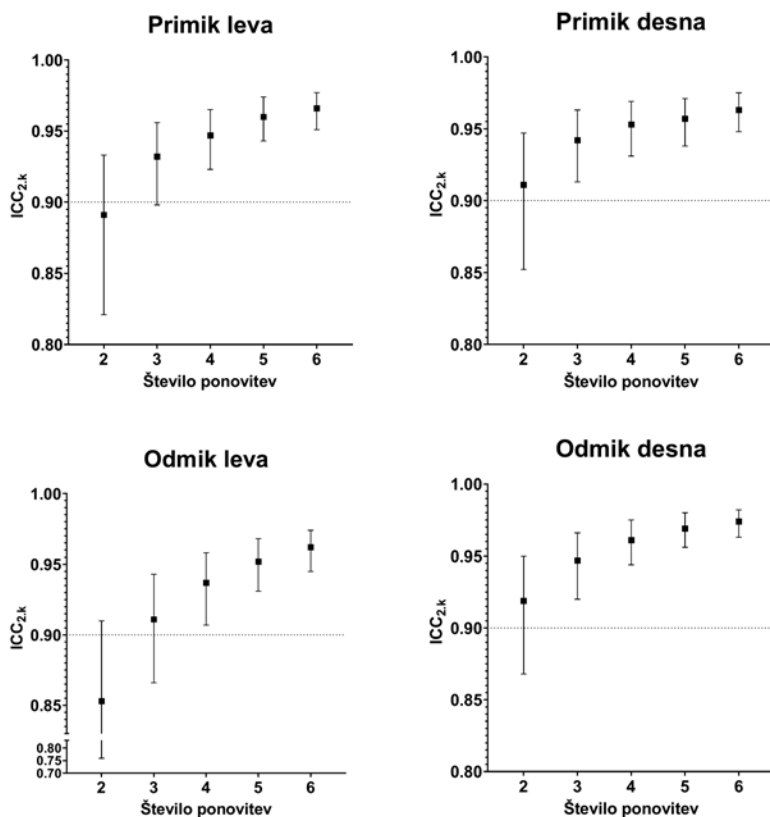 Primik leva
1.00
0.95
0.90
0.85
0.80
ICC2.k
2 3 4 5 6
Število ponovitev
Primik desna
1.00
0.95
0.90
0.85
0.80
ICC2.k
2 3 4 5 6
Število ponovitev
Odmik leva
1.00
0.95
0.90
0.85
0.80
0.75
0.70
ICC2.k
2 3 4 5 6
Število ponovitev
Odmik desna
1.00
0.95
0.90
0.85
0.80
ICC2.k
2 3 4 5 6
Število ponovitev